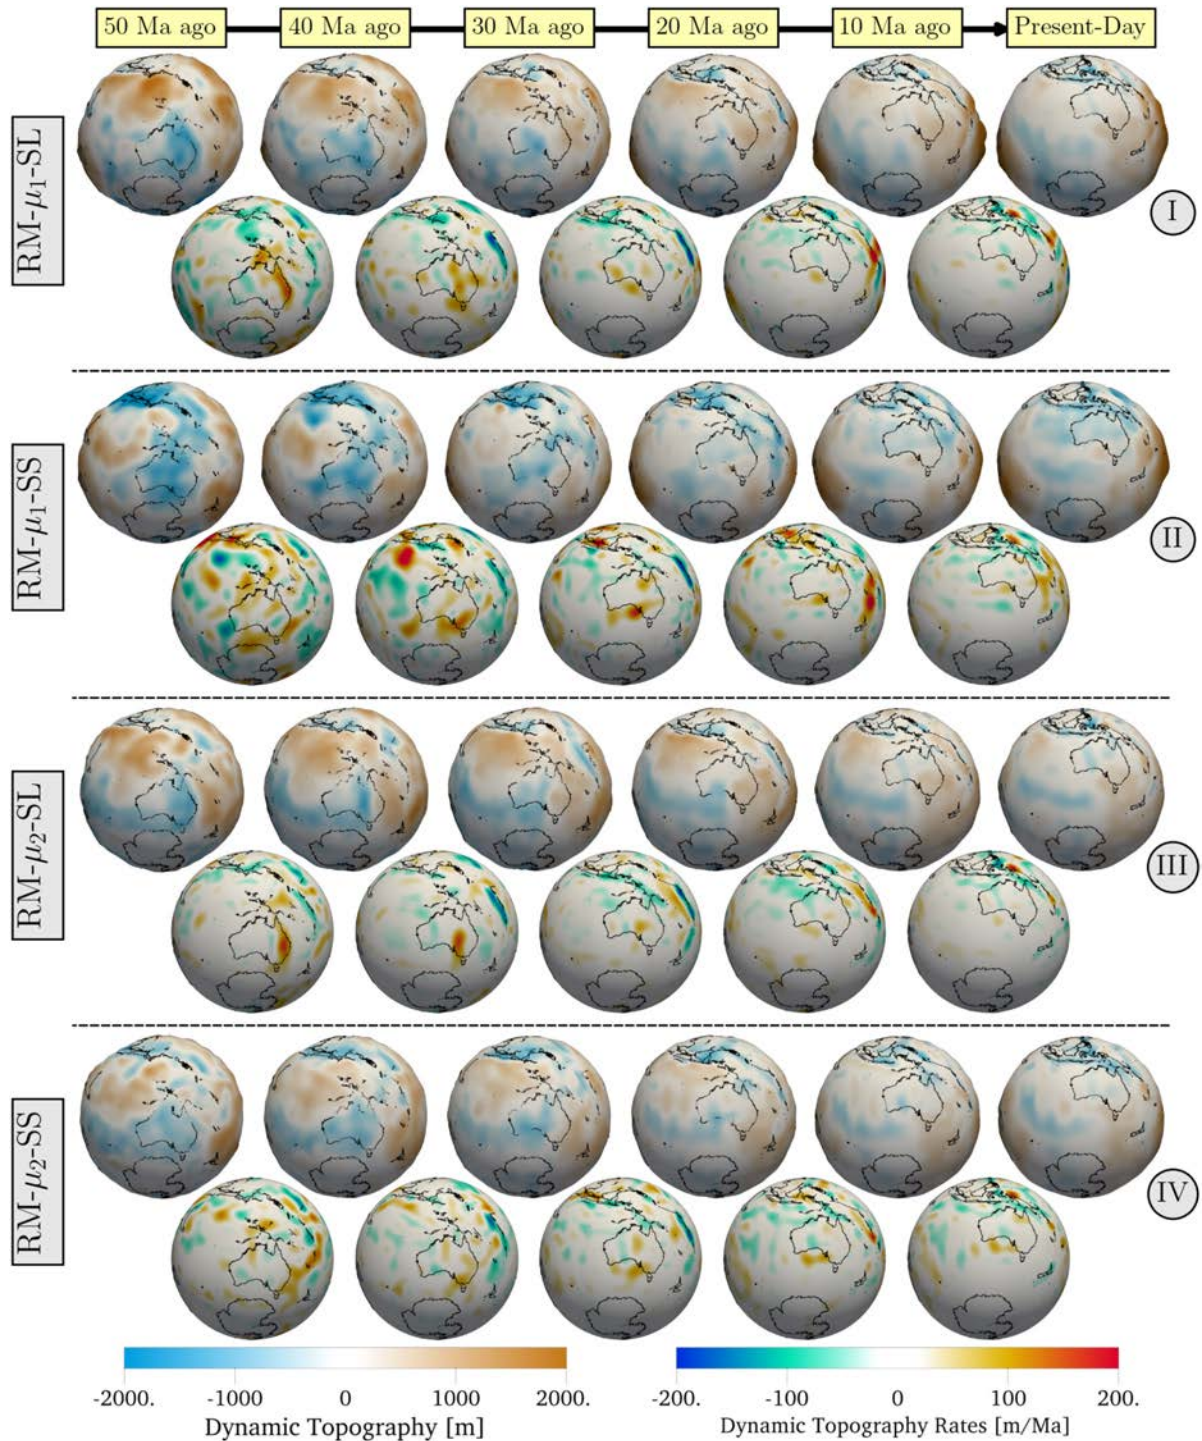 50 Ma ago 40 Ma ago 30 Ma ago 20 Ma ago 10 Ma ago Present-Day
RM-μ₁-SL
I
RM-μ₁-SS
II
RM-μ₂-SL
III
RM-μ₂-SS
IV
-2000. -1000 0 1000 2000.
Dynamic Topography [m]
-200. -100 0 100 200.
Dynamic Topography Rates [m/Ma]